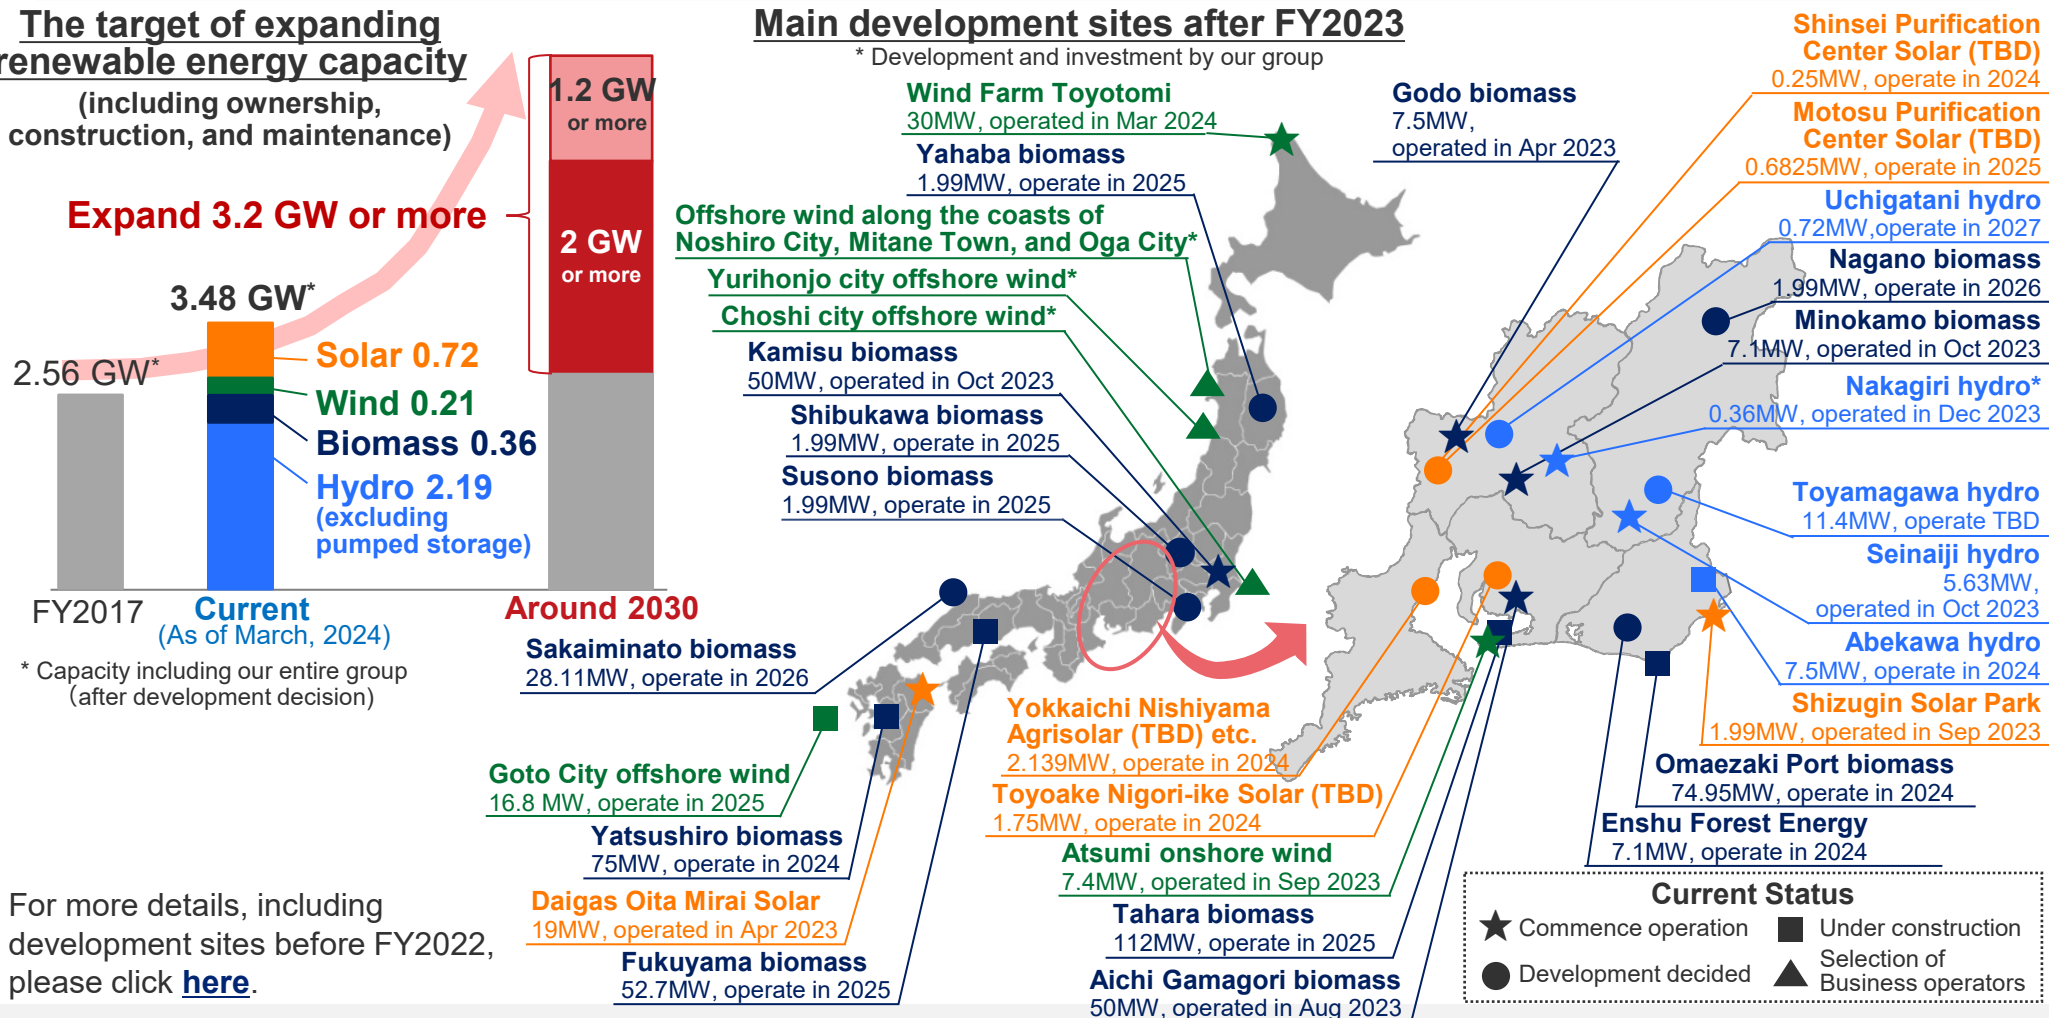 The target of expanding
renewable energy capacity
(including ownership,
construction, and maintenance)
1.2 GW
or more
Expand 3.2 GW or more
2 GW
or more
3.48 GW*
2.56 GW*
Solar 0.72
Wind 0.21
Biomass 0.36
Hydro 2.19
(excluding
pumped storage)
FY2017
Current
(As of March, 2024)
Around 2030
* Capacity including our entire group
(after development decision)
For more details, including
development sites before FY2022,
please click here.
Main development sites after FY2023
* Development and investment by our group
Wind Farm Toyotomi
30MW, operated in Mar 2024
Yahaba biomass
1.99MW, operate in 2025
Offshore wind along the coasts of
Noshiro City, Mitane Town, and Oga City*
Yurihonjo city offshore wind*
Choshi city offshore wind*
Kamisu biomass
50MW, operated in Oct 2023
Shibukawa biomass
1.99MW, operate in 2025
Susono biomass
1.99MW, operate in 2025
Sakaiminato biomass
28.11MW, operate in 2026
Goto City offshore wind
16.8 MW, operate in 2025
Yatsushiro biomass
75MW, operate in 2024
Daigas Oita Mirai Solar
19MW, operated in Apr 2023
Fukuyama biomass
52.7MW, operate in 2025
Godo biomass
7.5MW,
operated in Apr 2023
Shinsei Purification
Center Solar (TBD)
0.25MW, operate in 2024
Motosu Purification
Center Solar (TBD)
0.6825MW, operate in 2025
Uchigatani hydro
0.72MW,operate in 2027
Nagano biomass
1.99MW, operate in 2026
Minokamo biomass
7.1MW, operated in Oct 2023
Nakagiri hydro*
0.36MW, operated in Dec 2023
Toyamagawa hydro
11.4MW, operate TBD
Seinaiji hydro
5.63MW,
operated in Oct 2023
Abekawa hydro
7.5MW, operate in 2024
Shizugin Solar Park
1.99MW, operated in Sep 2023
Omaezaki Port biomass
74.95MW, operate in 2024
Enshu Forest Energy
7.1MW, operate in 2024
Yokkaichi Nishiyama
Agrisolar (TBD) etc.
2.139MW, operate in 2024
Toyoake Nigori-ike Solar (TBD)
1.75MW, operate in 2024
Atsumi onshore wind
7.4MW, operated in Sep 2023
Tahara biomass
112MW, operate in 2025
Aichi Gamagori biomass
50MW, operated in Aug 2023
Current Status
Commence operation
Under construction
Development decided
Selection of
Business operators